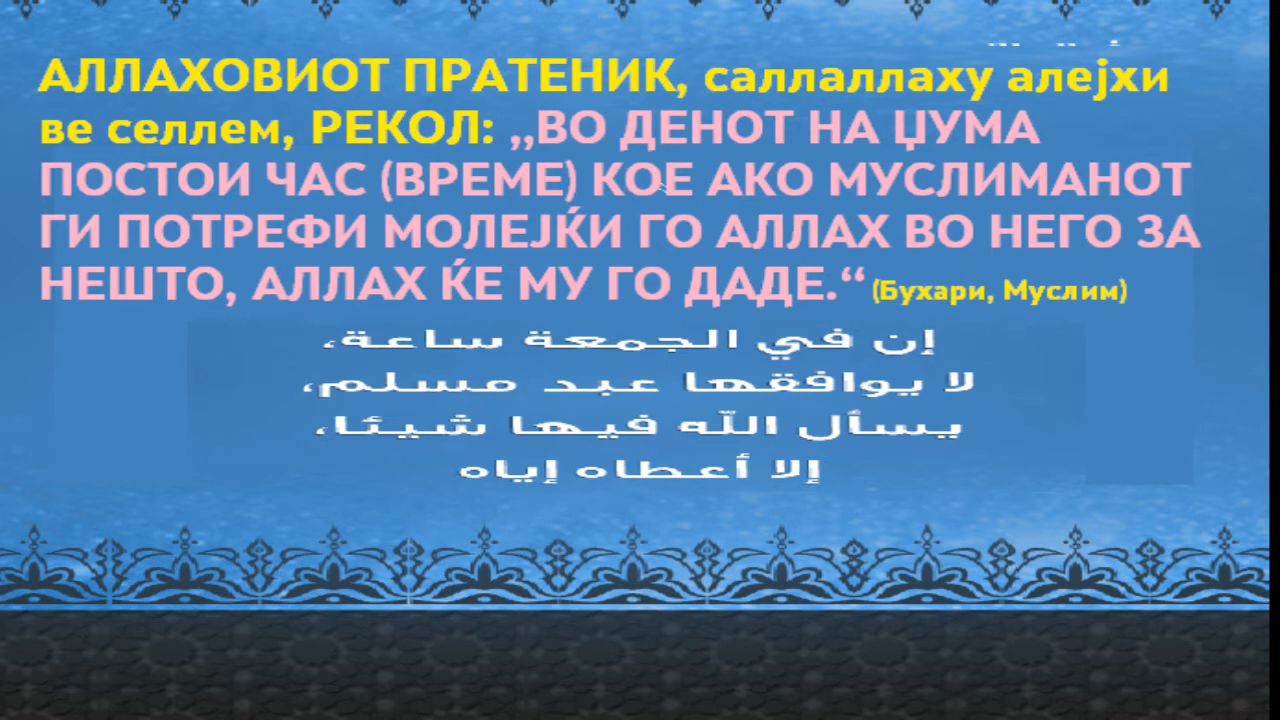 АЛЛАХОВИОТ ПРАТЕНИК, саллаллаху алејхи
ве селлем, РЕКОЛ: „ВО ДЕНОТ НА ЏУМА
ПОСТОИ ЧАС (ВРЕМЕ) КОЕ АКО МУСЛИМАНОТ
ГИ ПОТРЕФИ МОЛЕЈЌИ ГО АЛЛАХ ВО НЕГО ЗА
НЕШТО, АЛЛАХ ЌЕ МУ ГО ДАДЕ.“ (Бухари, Муслим)
إن في الجمعة ساعة،
لا يوافقها عبد مسلم،
يسأل اللّه فيها شيئا،
إلا أعطاه إياه